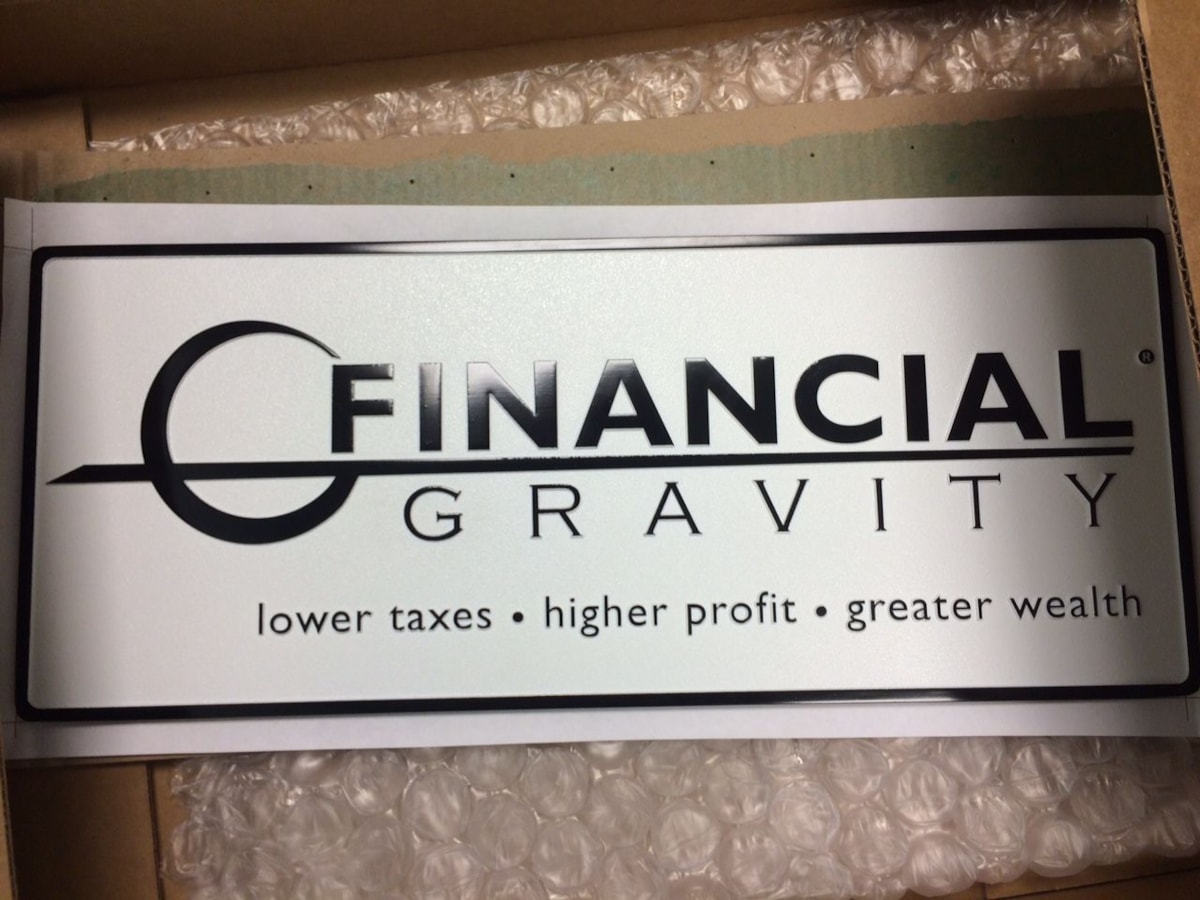 FINANCIAL®
GRAVITY
lower taxes • higher profit • greater wealth